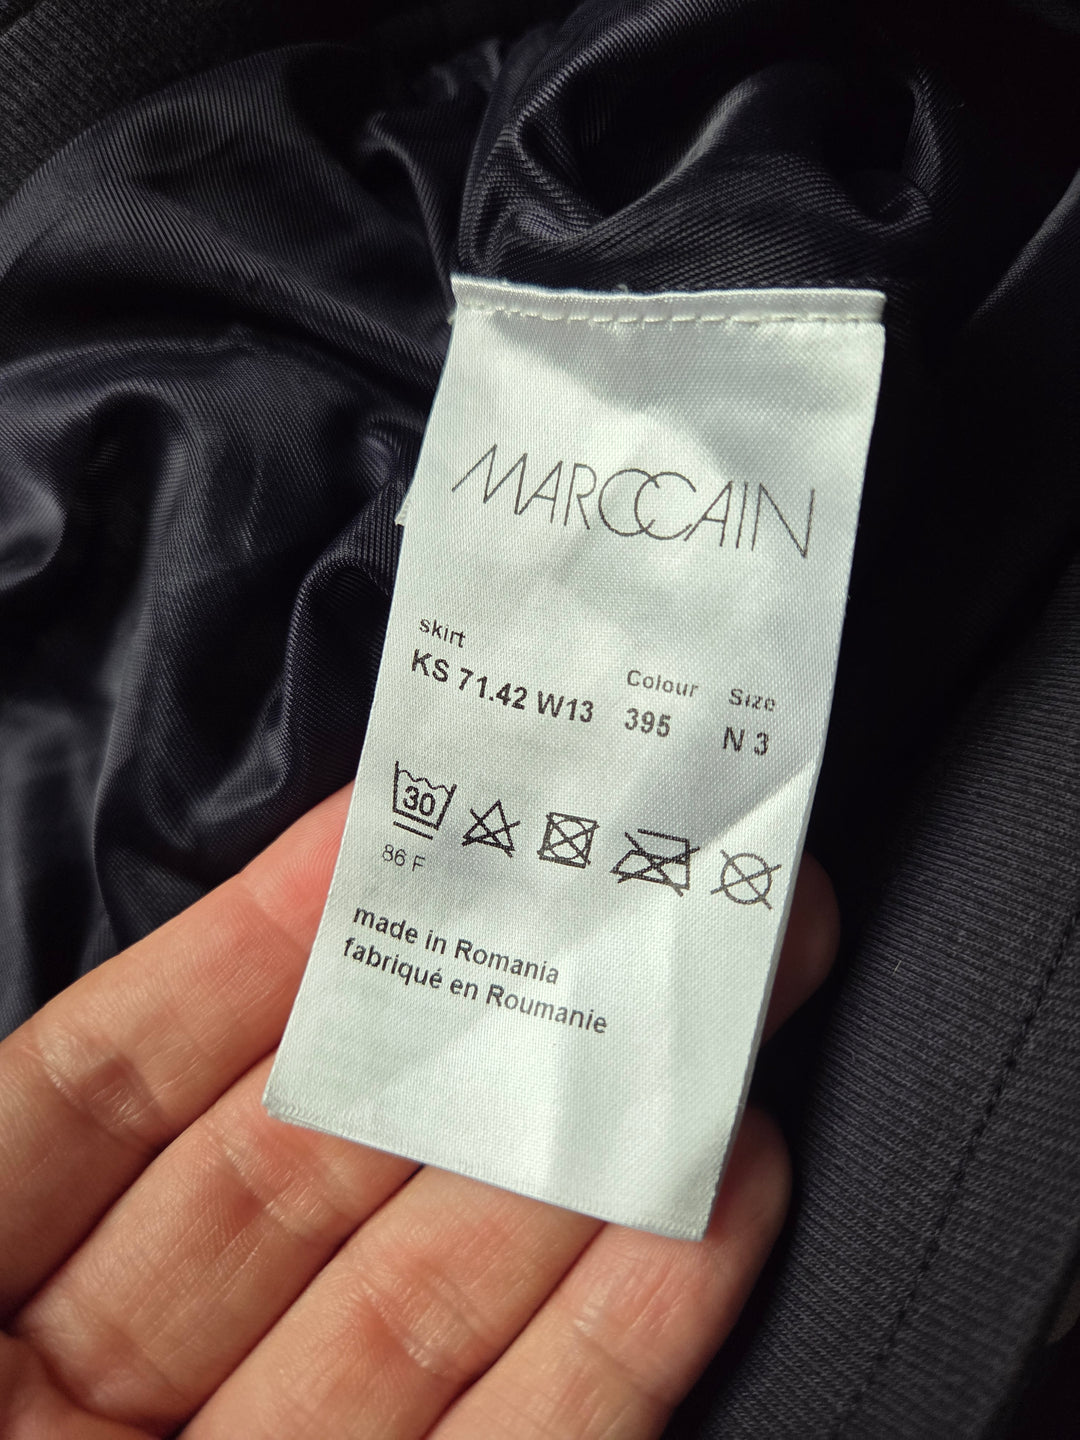 MARCCAIN
skirt
KS 71.42 W13
Colour
395
Size
N 3
30
86 F
made in Romania
fabriqué en Roumanie